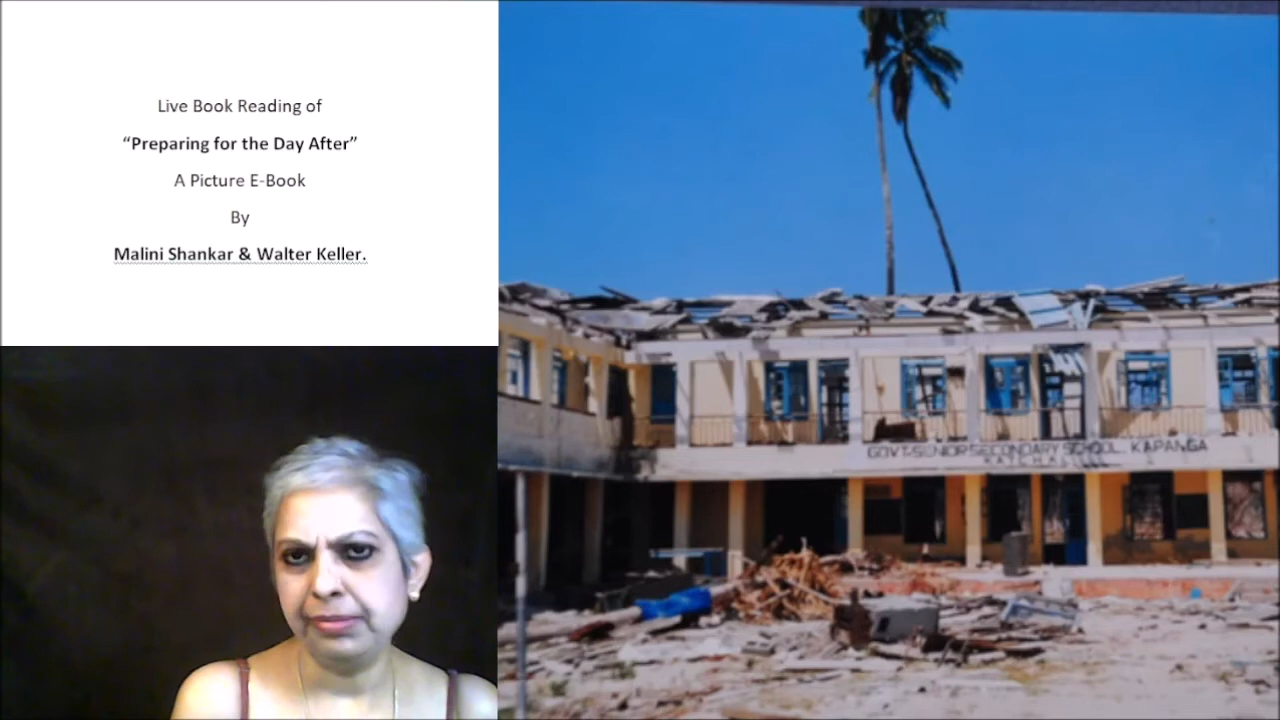 Live Book Reading of
“Preparing for the Day After”
A Picture E-Book
By
Malini Shankar & Walter Keller.
GOVT. SENIOR SECONDARY SCHOOL. KAPANGA